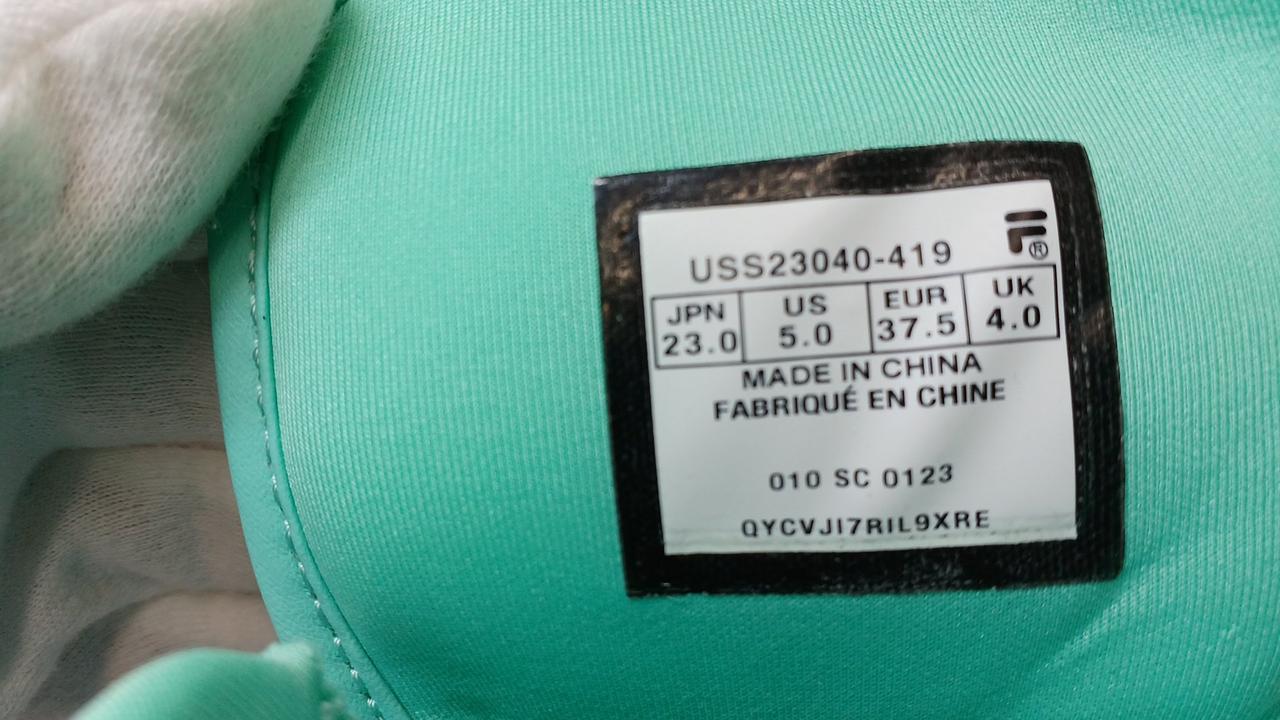 USS23040-419
®
JPN US EUR UK
23.0 5.0 37.5 4.0
MADE IN CHINA
FABRIQUÉ EN CHINE
010 SC 0123
QYCVJI7RIL9XRE